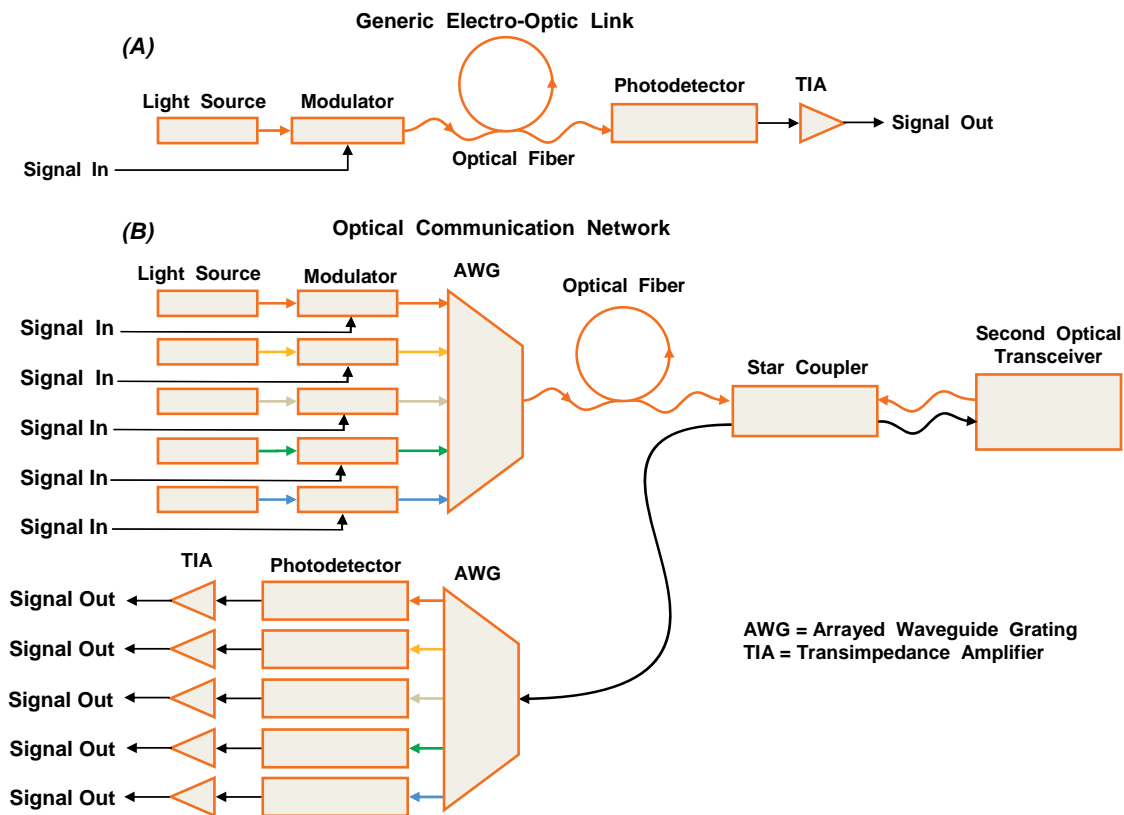 Generic Electro-Optic Link
(A)
Light Source
Modulator
Photodetector
TIA
Signal Out
Optical Fiber
Signal In
(B)
Optical Communication Network
AWG
Light Source
Modulator
Optical Fiber
Signal In
Second Optical
Transceiver
Star Coupler
Signal In
Signal In
Signal In
Signal In
TIA
Photodetector
AWG
Signal Out
Signal Out
Signal Out
Signal Out
Signal Out
AWG = Arrayed Waveguide Grating
TIA = Transimpedance Amplifier